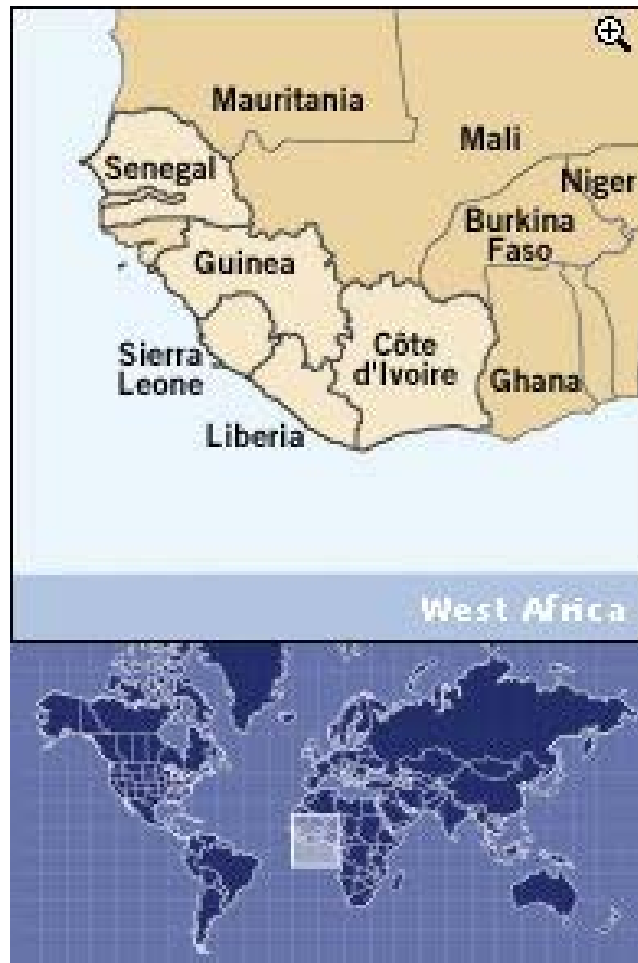 Mauritania
Mali
Senegal
Niger
Burkina
Faso
Guinea
Sierra
Leone
Côte
d'Ivoire
Ghana
Liberia
West Africa